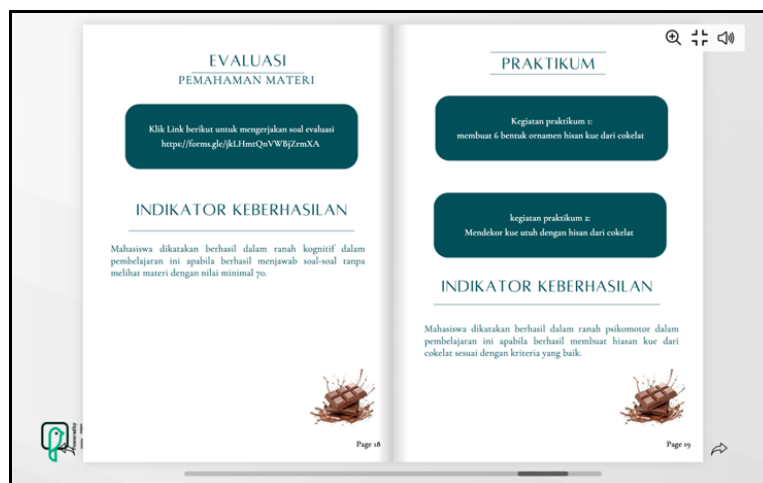 EVALUASI
PEMAHAMAN MATERI
Klik Link berikut untuk mengerjakan soal evaluasi
https://forms.gle/jkLHmtQnVWBjZrmXA
INDIKATOR KEBERHASILAN
Mahasiswa dikatakan berhasil dalam ranah kognitif dalam
pembelajaran ini apabila berhasil menjawab soal-soal tanpa
melihat materi dengan nilai minimal 70.
Page 18
PRAKTIKUM
Kegiatan praktikum 1:
membuat 6 bentuk ornamen hisan kue dari cokelat
kegiatan praktikum 2:
Mendekor kue utuh dengan hisan dari cokelat
INDIKATOR KEBERHASILAN
Mahasiswa dikatakan berhasil dalam ranah psikomotor dalam
pembelajaran ini apabila berhasil membuat hiasan kue dari
cokelat sesuai dengan kriteria yang baik.
Page 19